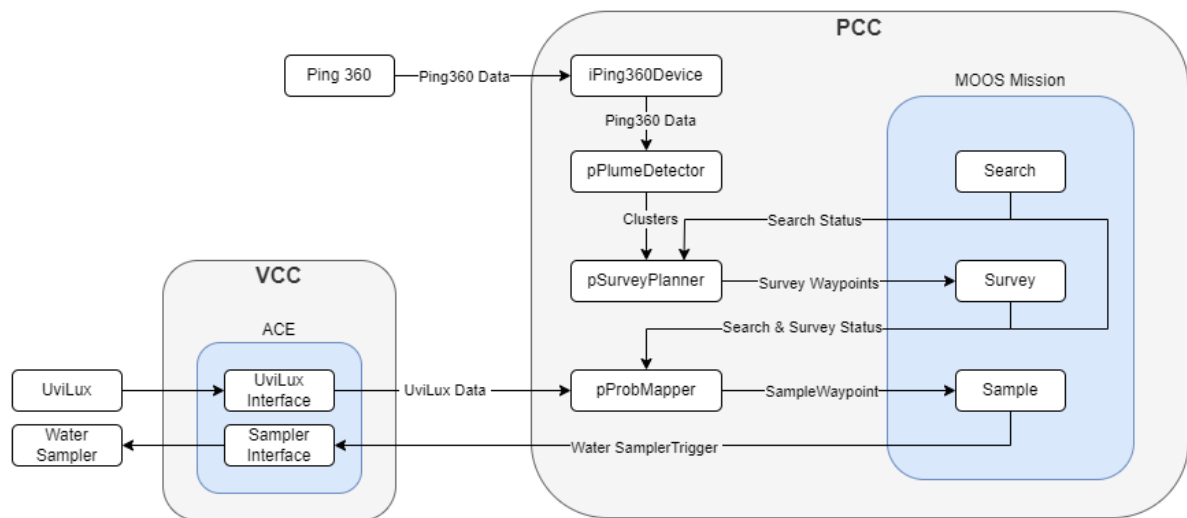 PCC
Ping 360
Ping360 Data
iPing360Device
MOOS Mission
Ping360 Data
pPlumeDetector
Search
Clusters
Search Status
VCC
pSurveyPlanner
Survey Waypoints
Survey
ACE
Search & Survey Status
UviLux
UviLux
Interface
UviLux Data
pProbMapper
SampleWaypoint
Sample
Water
Sampler
Sampler
Interface
Water SamplerTrigger